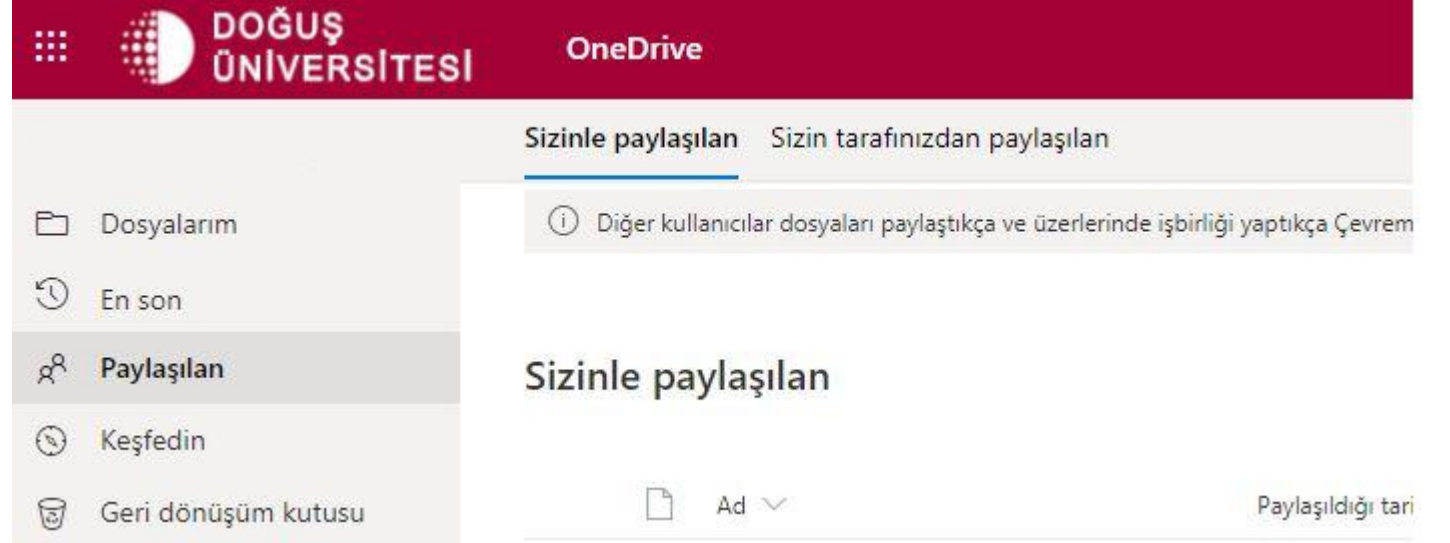 DOĞUŞ
ÜNİVERSİTESİ
OneDrive
Sizinle paylaşılan Sizin tarafınızdan paylaşılan
Diğer kullanıcılar dosyaları paylaştıkça ve üzerlerinde işbirliği yaptıkça Çevrem
Dosyalarım
En son
Paylaşılan
Keşfedin
Geri dönüşüm kutusu
Sizinle paylaşılan
Ad Paylaşıldığı tari